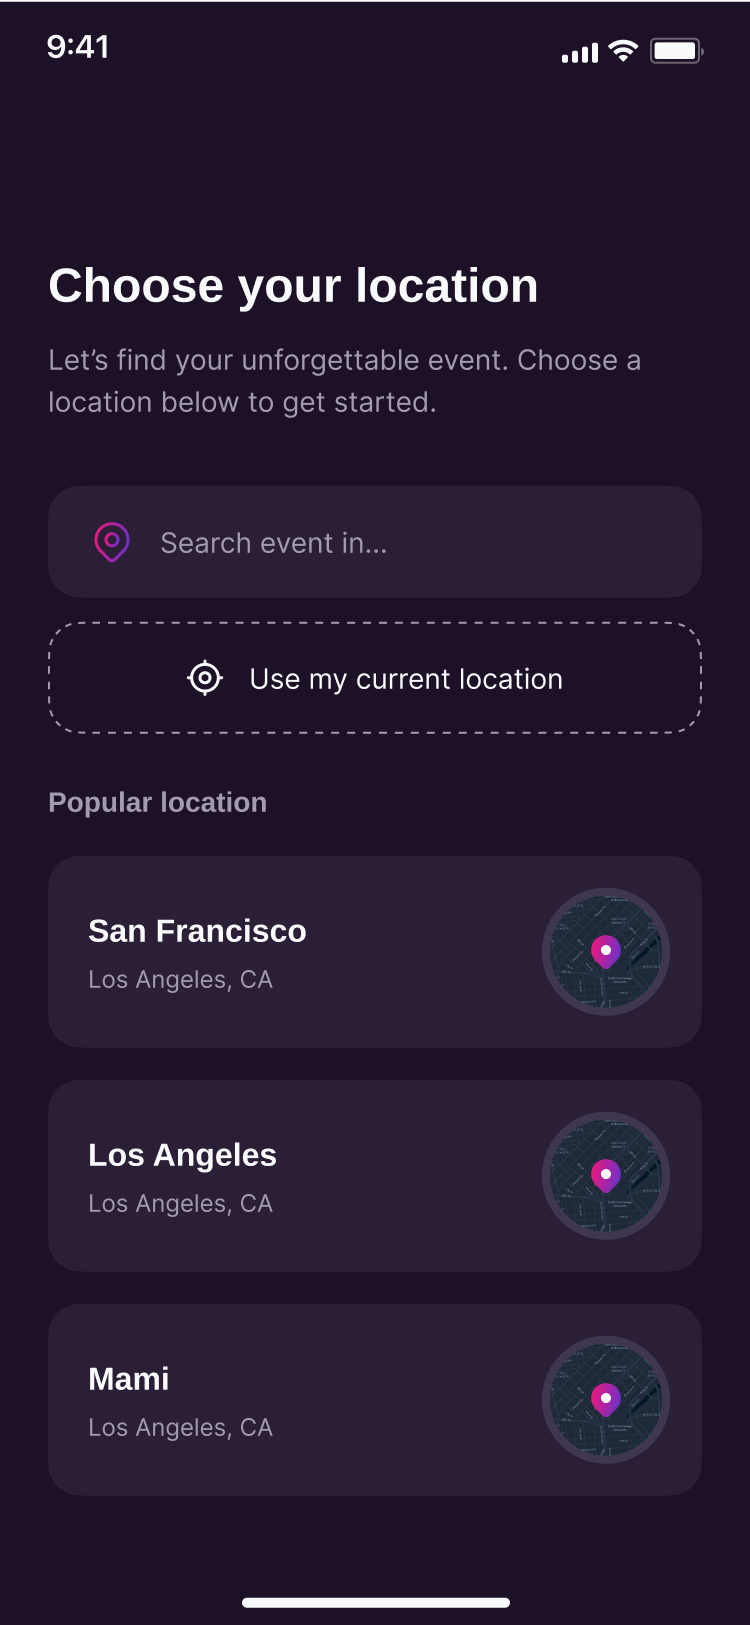 9:41
Choose your location
Let’s find your unforgettable event. Choose a
location below to get started.
Search event in...
Use my current location
Popular location
San Francisco
Los Angeles, CA
Los Angeles
Los Angeles, CA
Mami
Los Angeles, CA